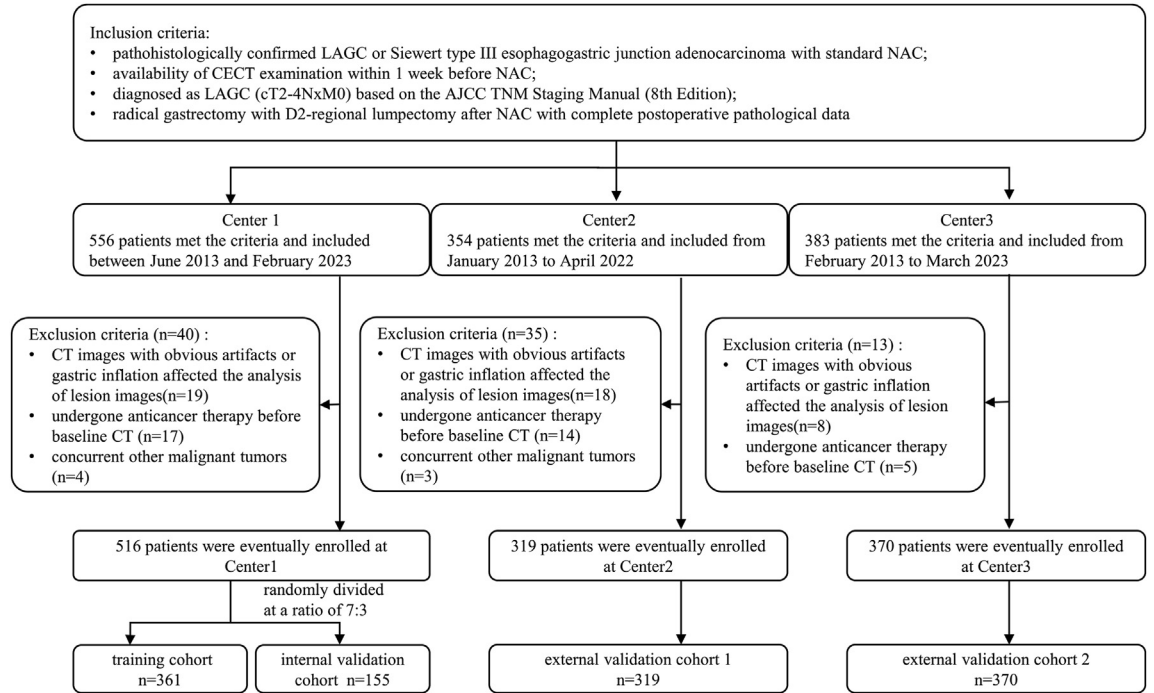 Inclusion criteria:
• pathohistologically confirmed LAGC or Siewert type III esophagogastric junction adenocarcinoma with standard NAC;
• availability of CECT examination within 1 week before NAC;
• diagnosed as LAGC (cT2-4NxM0) based on the AJCC TNM Staging Manual (8th Edition);
• radical gastrectomy with D2-regional lumpectomy after NAC with complete postoperative pathological data
Center 1
556 patients met the criteria and included
between June 2013 and February 2023
Center2
354 patients met the criteria and included from
January 2013 to April 2022
Center3
383 patients met the criteria and included from
February 2013 to March 2023
Exclusion criteria (n=40) :
• CT images with obvious artifacts or
gastric inflation affected the analysis
of lesion images(n=19)
• undergone anticancer therapy before
baseline CT (n=17)
• concurrent other malignant tumors
(n=4)
Exclusion criteria (n=35) :
• CT images with obvious artifacts
or gastric inflation affected the
analysis of lesion images(n=18)
• undergone anticancer therapy
before baseline CT (n=14)
• concurrent other malignant tumors
(n=3)
Exclusion criteria (n=13) :
• CT images with obvious
artifacts or gastric inflation
affected the analysis of lesion
images(n=8)
• undergone anticancer therapy
before baseline CT (n=5)
516 patients were eventually enrolled at
Center1
319 patients were eventually enrolled
at Center2
370 patients were eventually enrolled
at Center3
randomly divided
at a ratio of 7:3
training cohort
n=361
internal validation
cohort n=155
external validation cohort 1
n=319
external validation cohort 2
n=370